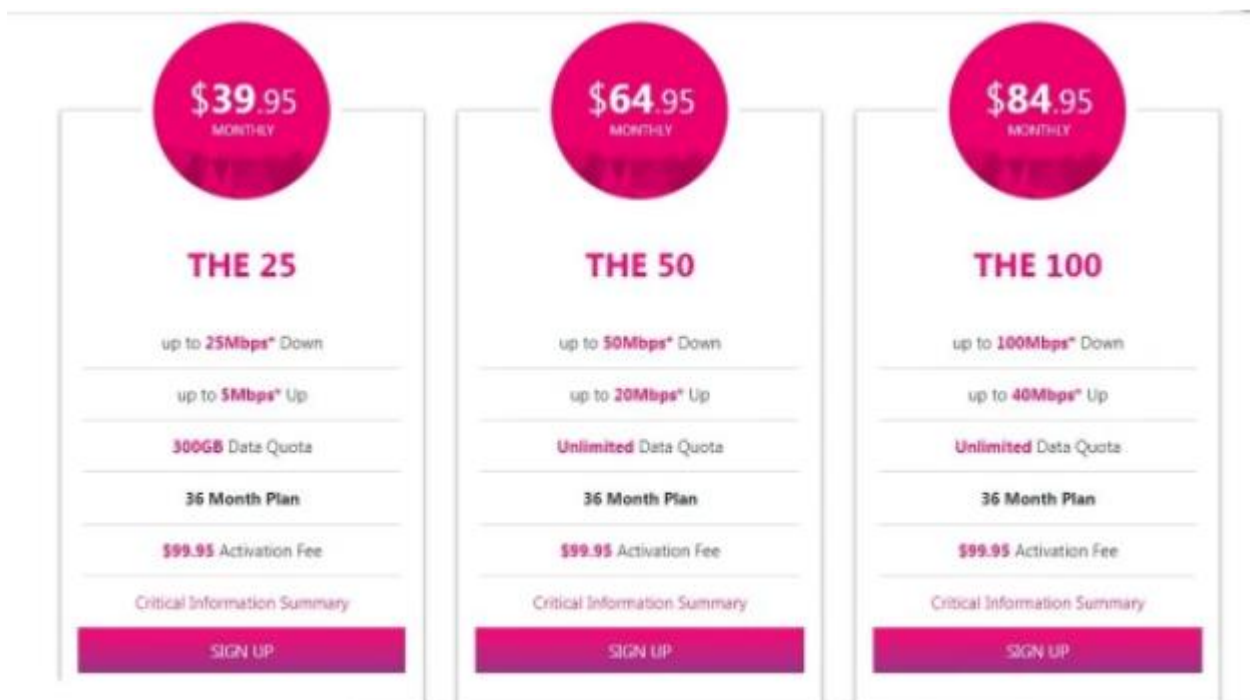 $39.95
MONTHLY
THE 25
up to 25Mbps* Down
up to 5Mbps* Up
300GB Data Quota
36 Month Plan
$99.95 Activation Fee
Critical Information Summary
SIGN UP
$64.95
MONTHLY
THE 50
up to 50Mbps* Down
up to 20Mbps* Up
Unlimited Data Quota
36 Month Plan
$99.95 Activation Fee
Critical Information Summary
SIGN UP
$84.95
MONTHLY
THE 100
up to 100Mbps* Down
up to 40Mbps* Up
Unlimited Data Quota
36 Month Plan
$99.95 Activation Fee
Critical Information Summary
SIGN UP